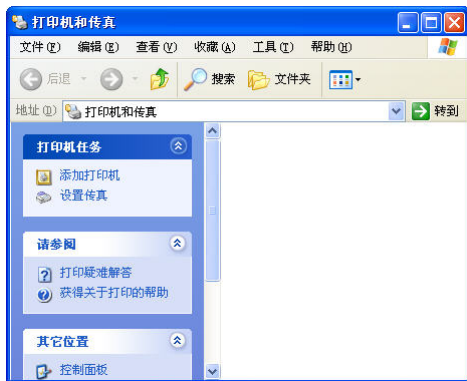 打印机和传真
文件(F) 编辑(E) 查看(V) 收藏(A) 工具(T) 帮助(H)
后退 搜索 文件夹
地址(D) 打印机和传真 转到
打印机任务
添加打印机
设置传真
请参阅
打印疑难解答
获得关于打印的帮助
其它位置
控制面板